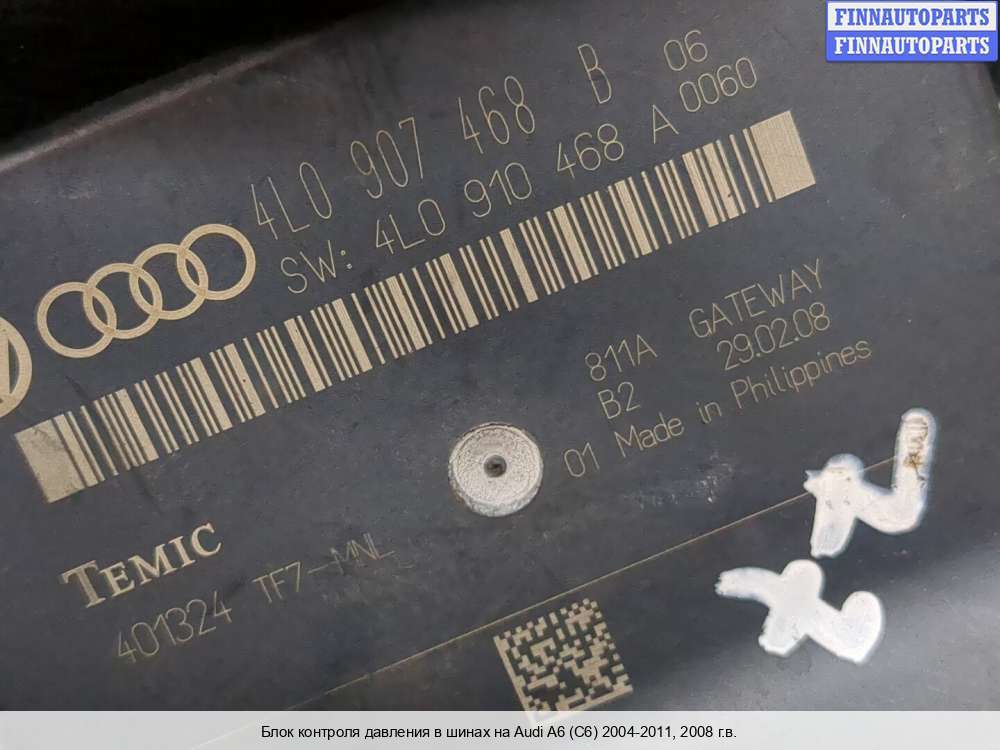 FINNAUTOPARTS
FINNAUTOPARTS
4L0 907 468 B 06
SW: 4L0 910 468 A 0060
811A GATEWAY
B2 29.02.08
01 Made in Philippines
TEMIC
401324 TF7-MNL
Блок контроля давления в шинах на Audi A6 (C6) 2004-2011, 2008 г.в.